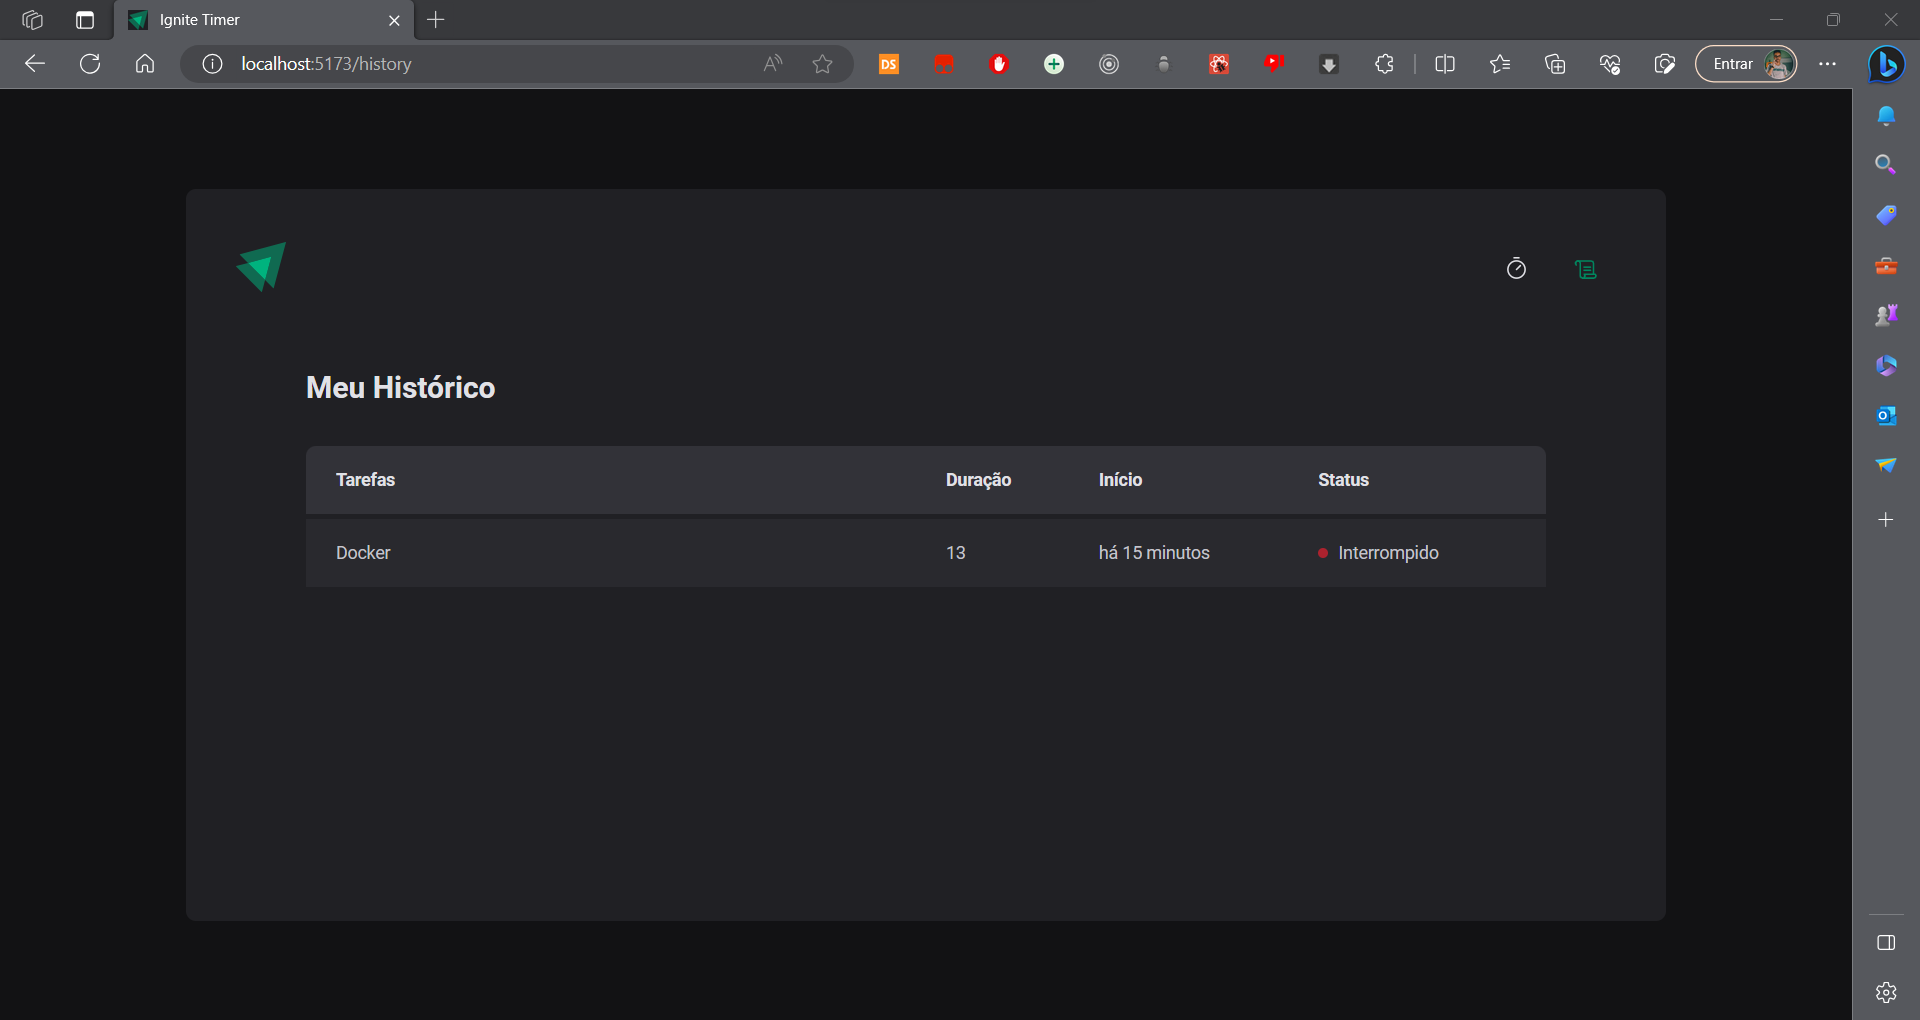 Ignite Timer
localhost:5173/history
A
DS
Entrar
Meu Histórico
Tarefas Duração Início Status
Docker 13 há 15 minutos Interrompido